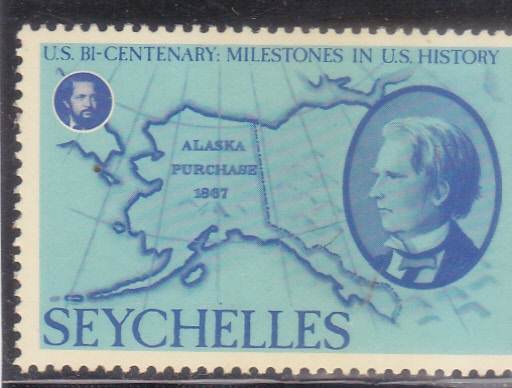 U.S. BI-CENTENARY: MILESTONES IN U.S. HISTORY
ALASKA
PURCHASE
1867
SEYCHELLES